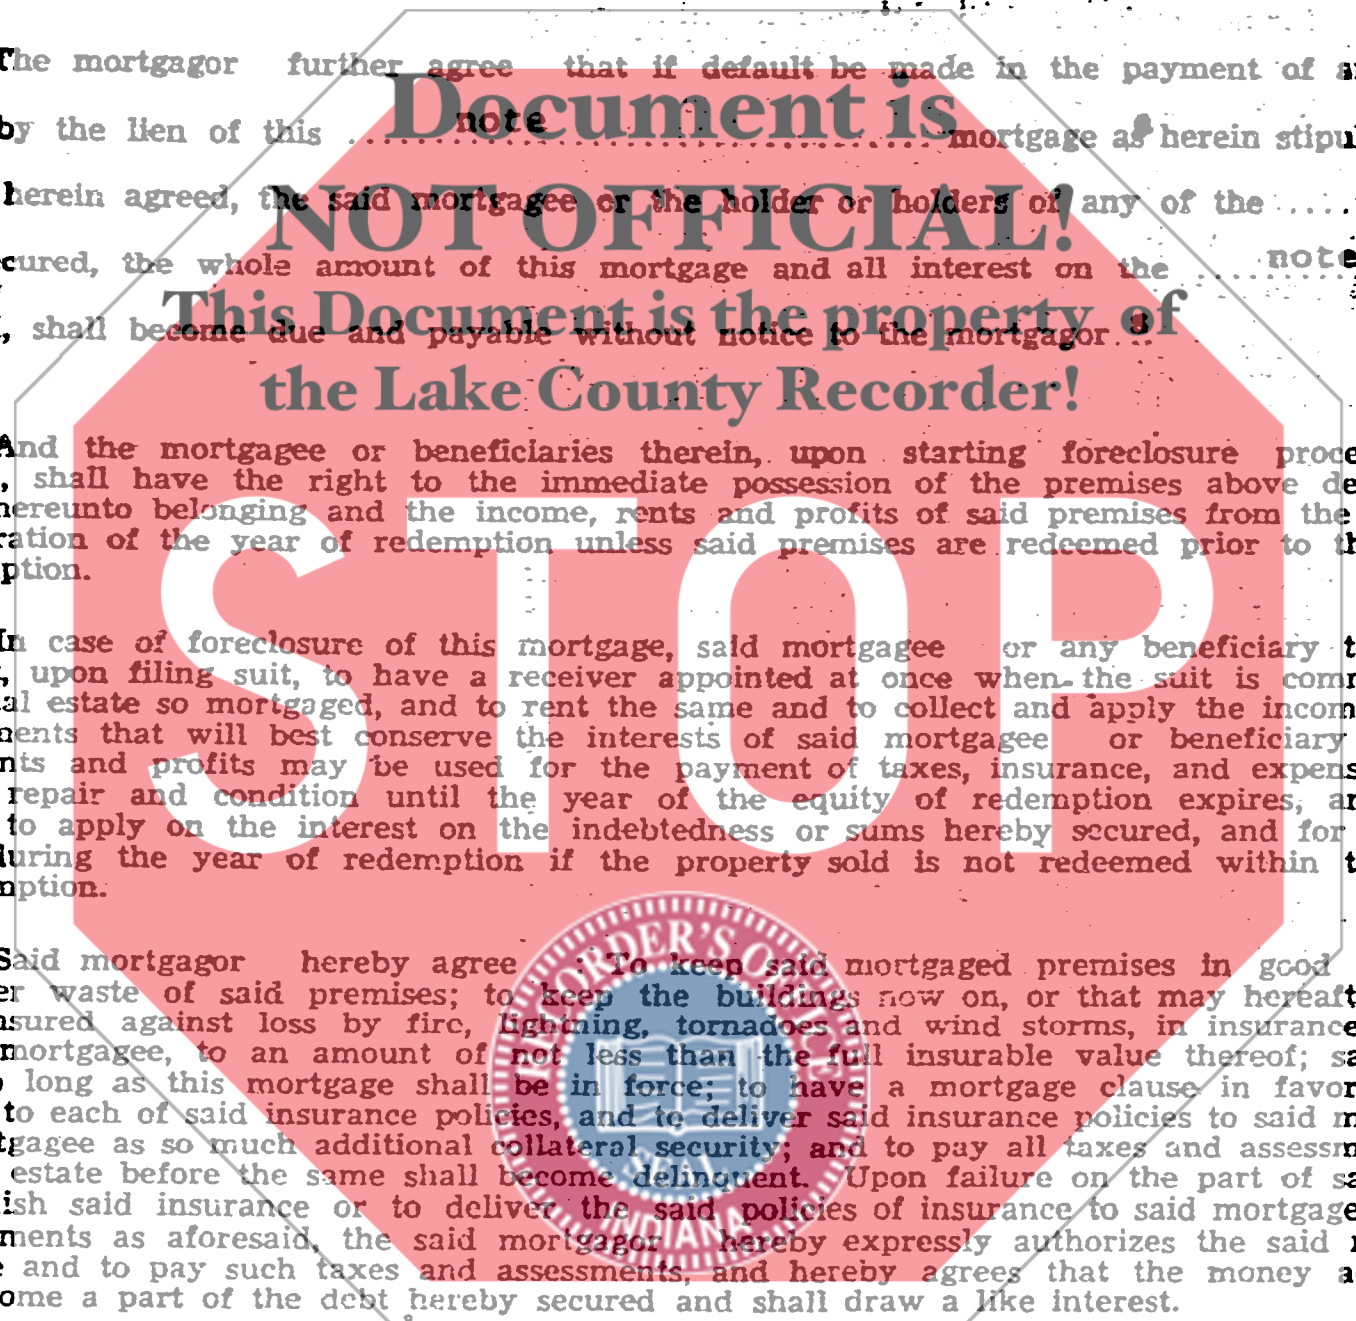 The mortgagor further agree that if default be made in the payment of
by the lien of this note mortgage as herein
herein agreed, the said mortgagee or the holder or holders of any of the ....
the whole amount of this mortgage and all interest on the note
, shall become due and payable without notice to the mortgagor s
Document is
NOT OFFICIAL!
This Document is the property of
the Lake County Recorder!
And the mortgagee or beneficiaries therein, upon starting foreclosure
, shall have the right to the immediate possession of the premises above
hereunto belonging and the income, rents and profits of said premises from the
ration of the year of redemption unless said premises are redeemed prior to
ption.
STOP
In case of foreclosure of this mortgage, said mortgagee or any beneficiary
, upon filing suit, to have a receiver appointed at once when the suit is
al estate so mortgaged, and to rent the same and to collect and apply the
ments that will best conserve the interests of said mortgagee or beneficiary
nts and profits may be used for the payment of taxes, insurance, and
repair and condition until the year of the equity of redemption expires,
to apply on the interest on the indebtedness or sums hereby secured, and for
during the year of redemption if the property sold is not redeemed within
mption.
RECORDER'S OFFICE
SEAL
INDIANA
Said mortgagor hereby agree : To keep said mortgaged premises in good
er waste of said premises; to keep the buildings now on, or that may
nsured against loss by fire, lightning, tornadoes and wind storms, in insurance
mortgagee, to an amount of not less than the full insurable value thereof;
long as this mortgage shall be in force; to have a mortgage clause in favor
to each of said insurance policies, and to deliver said insurance policies to said
tgagee as so much additional collateral security; and to pay all taxes and
estate before the same shall become delinquent. Upon failure on the part of
ish said insurance or to deliver the said policies of insurance to said
ments as aforesaid, the said mortgagor hereby expressly authorizes the said
and to pay such taxes and assessments, and hereby agrees that the money
ome a part of the debt hereby secured and shall draw a like interest.